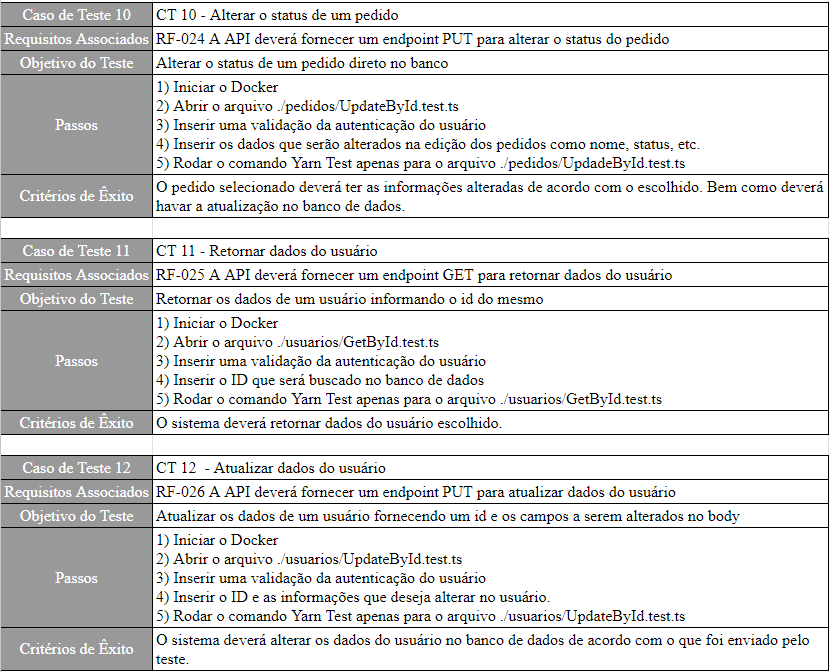 Caso de Teste 10 CT 10 - Alterar o status de um pedido
Requisitos Associados RF-024 A API deverá fornecer um endpoint PUT para alterar o status do pedido
Objetivo do Teste Alterar o status de um pedido direto no banco
Passos
1) Iniciar o Docker
2) Abrir o arquivo ./pedidos/UpdateById.test.ts
3) Inserir uma validação da autenticação do usuário
4) Inserir os dados que serão alterados na edição dos pedidos como nome, status, etc.
5) Rodar o comando Yarn Test apenas para o arquivo ./pedidos/UpdadeById.test.ts
Critérios de Êxito
O pedido selecionado deverá ter as informações alteradas de acordo com o escolhido. Bem como deverá
havar a atualização no banco de dados.
Caso de Teste 11 CT 11 - Retornar dados do usuário
Requisitos Associados RF-025 A API deverá fornecer um endpoint GET para retornar dados do usuário
Objetivo do Teste Retornar os dados de um usuário informando o id do mesmo
Passos
1) Iniciar o Docker
2) Abrir o arquivo ./usuarios/GetById.test.ts
3) Inserir uma validação da autenticação do usuário
4) Inserir o ID que será buscado no banco de dados
5) Rodar o comando Yarn Test apenas para o arquivo ./usuarios/GetById.test.ts
Critérios de Êxito O sistema deverá retornar dados do usuário escolhido.
Caso de Teste 12 CT 12 - Atualizar dados do usuário
Requisitos Associados RF-026 A API deverá fornecer um endpoint PUT para atualizar dados do usuário
Objetivo do Teste Atualizar os dados de um usuário fornecendo um id e os campos a serem alterados no body
Passos
1) Iniciar o Docker
2) Abrir o arquivo ./usuarios/UpdateById.test.ts
3) Inserir uma validação da autenticação do usuário
4) Inserir o ID e as informações que deseja alterar no usuário.
5) Rodar o comando Yarn Test apenas para o arquivo ./usuarios/UpdateById.test.ts
Critérios de Êxito
O sistema deverá alterar os dados do usuário no banco de dados de acordo com o que foi enviado pelo
teste.